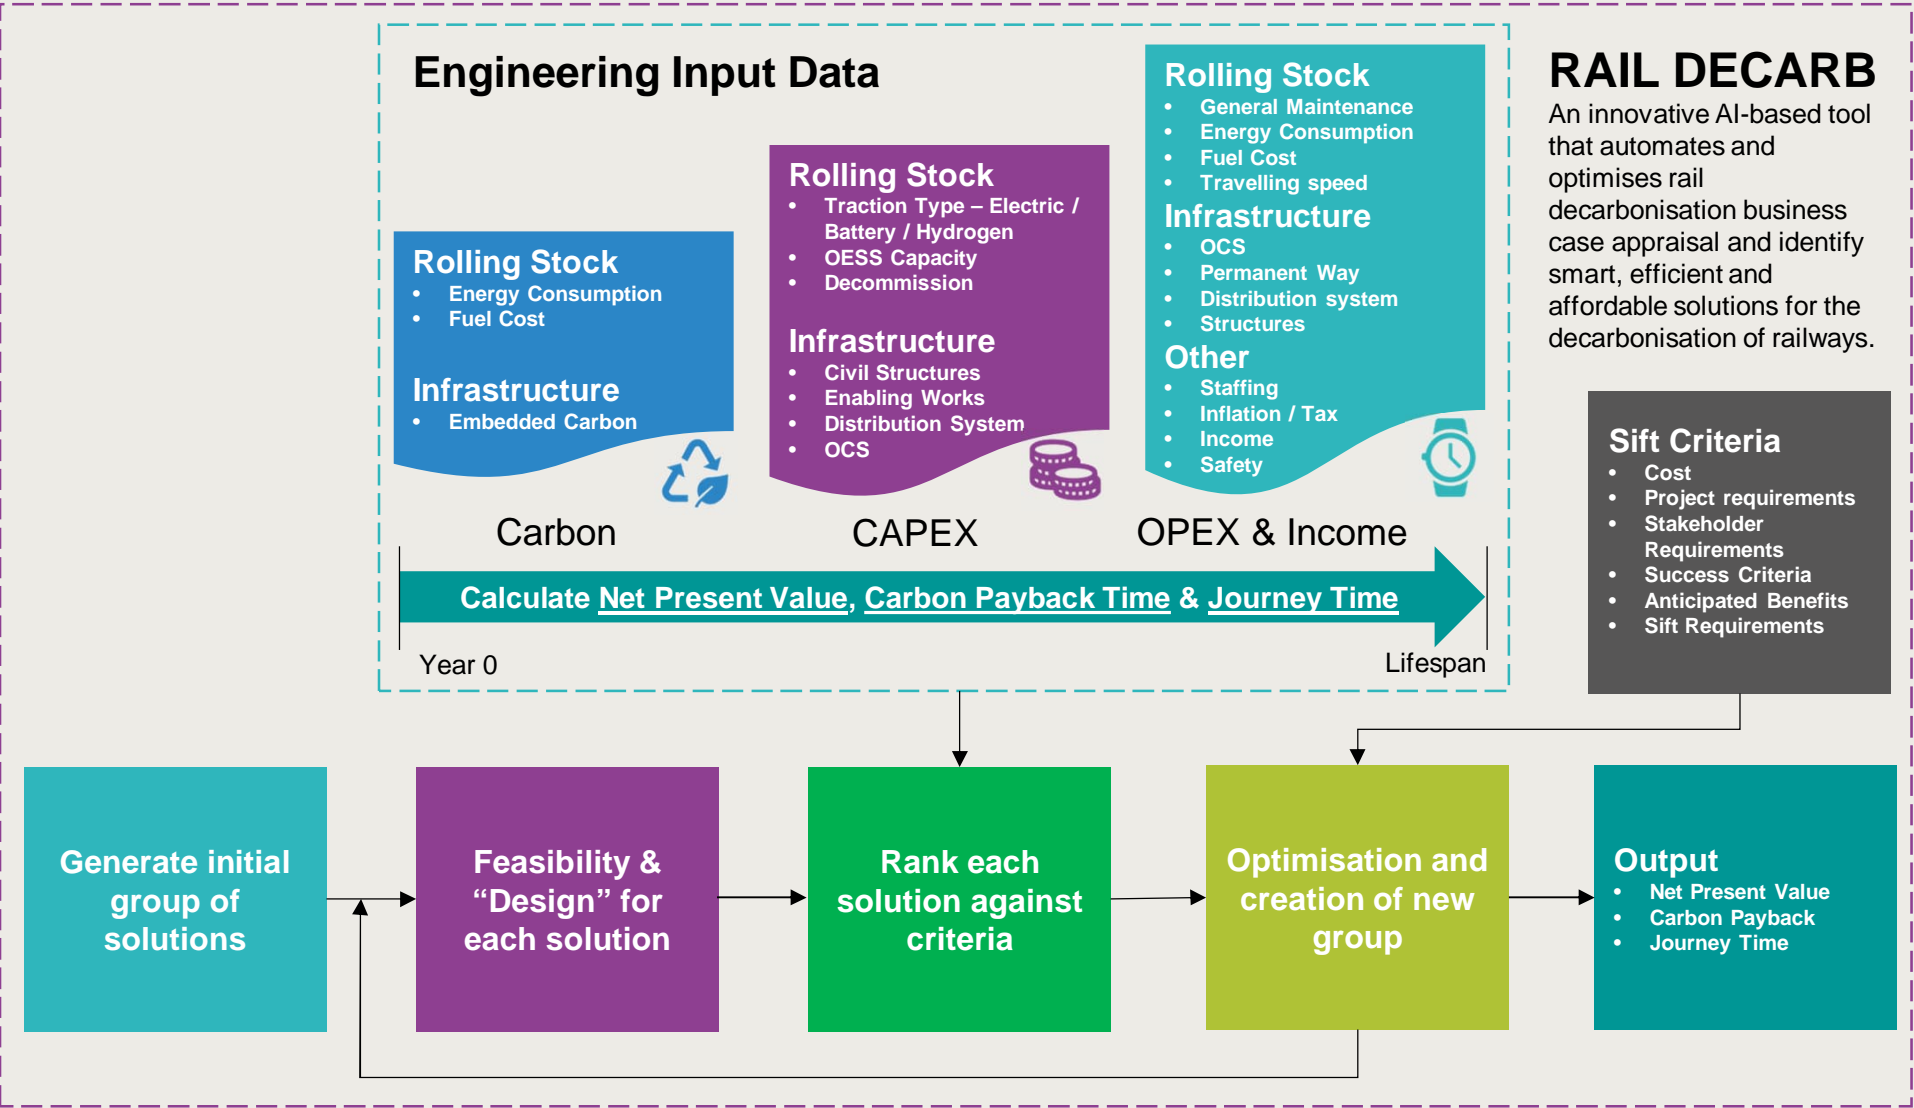 Engineering Input Data
Rolling Stock
• Energy Consumption
• Fuel Cost
Infrastructure
• Embedded Carbon
Carbon
Rolling Stock
• Traction Type – Electric /
Battery / Hydrogen
• OESS Capacity
• Decommission
Infrastructure
• Civil Structures
• Enabling Works
• Distribution System
• OCS
CAPEX
Rolling Stock
• General Maintenance
• Energy Consumption
• Fuel Cost
• Travelling speed
Infrastructure
• OCS
• Permanent Way
• Distribution system
• Structures
Other
• Staffing
• Inflation / Tax
• Income
• Safety
OPEX & Income
Calculate Net Present Value, Carbon Payback Time & Journey Time
Year 0
Lifespan
RAIL DECARB
An innovative AI-based tool
that automates and
optimises rail
decarbonisation business
case appraisal and identify
smart, efficient and
affordable solutions for the
decarbonisation of railways.
Sift Criteria
• Cost
• Project requirements
• Stakeholder
Requirements
• Success Criteria
• Anticipated Benefits
• Sift Requirements
Generate initial
group of
solutions
Feasibility &
“Design” for
each solution
Rank each
solution against
criteria
Optimisation and
creation of new
group
Output
• Net Present Value
• Carbon Payback
• Journey Time